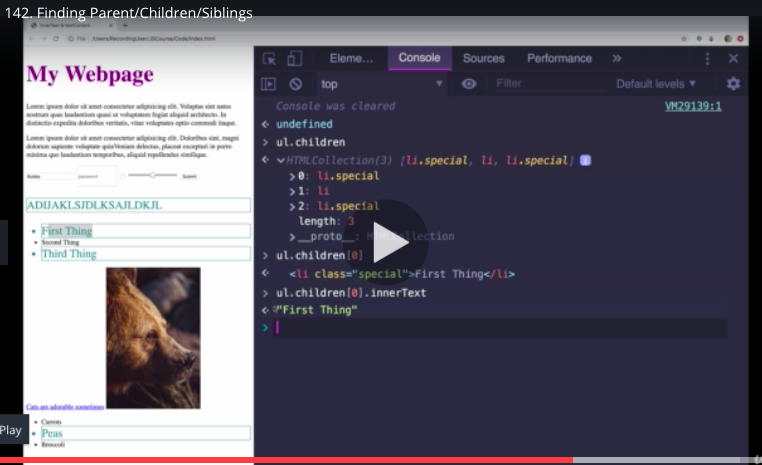 142. Finding Parent/Children/Siblings
File /Users/RecordingUser/JSCourse/Code/index.html
Eleme… Console Sources Performance »
top Filter Default levels
My Webpage
Console was cleared VM29139:1
undefined
Lorem ipsum dolor sit amet consectetur adipisicing elit. Voluptas sint natus
nostrum quas laudantium quasi ut voluptatem fugiat aliquid architecto. In
distinctio expedita doloribus veritatis, vitae voluptates optio commodi itaque.
Lorem ipsum dolor sit amet consectetur adipisicing elit. Doloribus sint, magni
dolorum sapiente voluptate quiaVeniam delectus, placeat excepturi in porro
minima quo laudantium temporibus, aliquid repellendus similique.
password Submit
ADIJAKLSJDLKSAJLDKJL
First Thing
Second Thing
Third Thing
ul.children
HTMLCollection(3) [li.special, li, li.special]
0: li.special
1: li
2: li.special
length: 3
__proto__: HTMLCollection
ul.children[0]
<li class="special">First Thing</li>
ul.children[0].innerText
"First Thing"
Cats are adorable sometimes
Carrots
Play
Peas
Broccoli